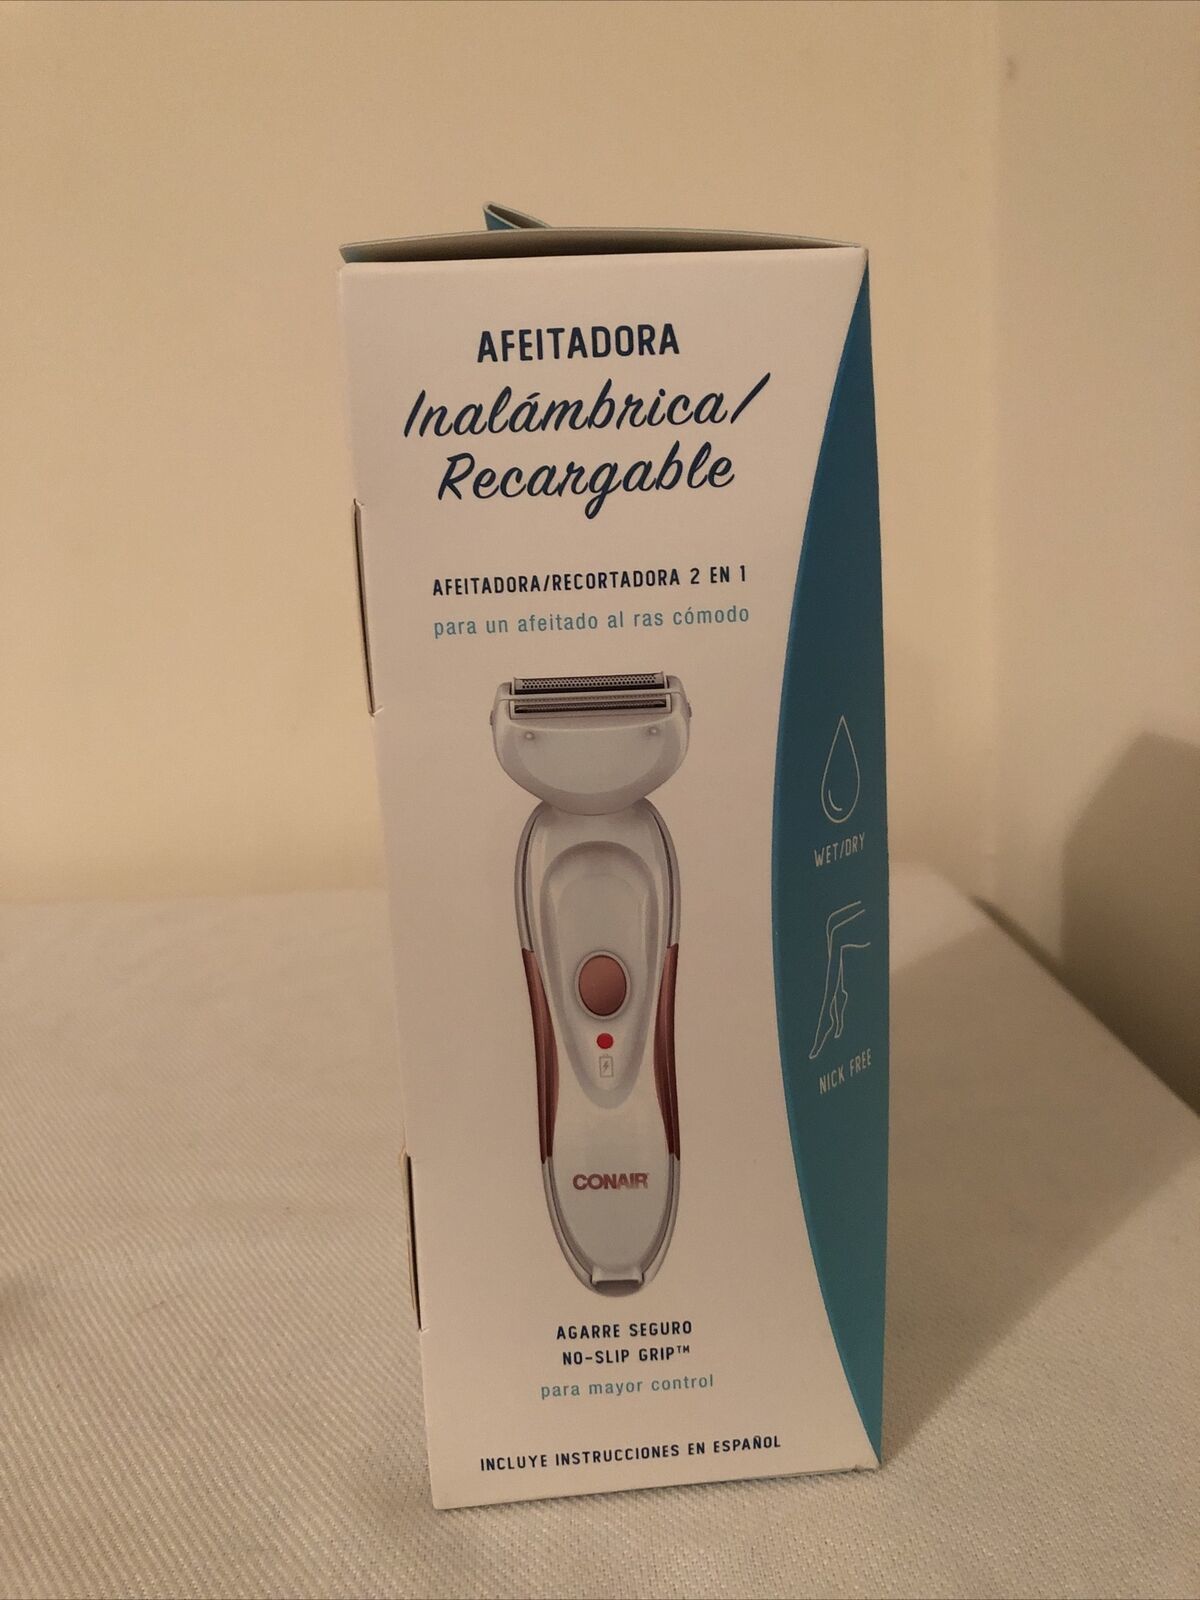 AFEITADORA
Inalámbrica/
Recargable
AFEITADORA/RECORTADORA 2 EN 1
para un afeitado al ras cómodo
CONAIR
AGARRE SEGURO
NO-SLIP GRIP™
para mayor control
INCLUYE INSTRUCCIONES EN ESPAÑOL
WET/DRY
NICK FREE